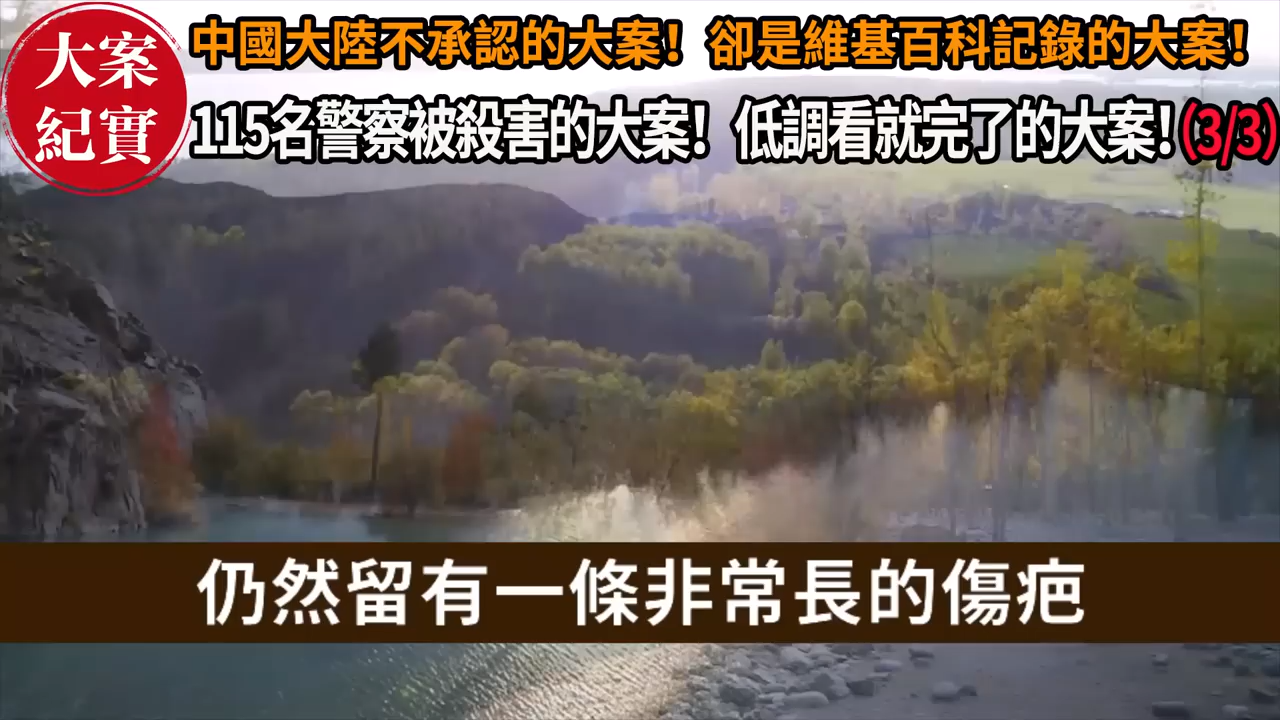 大案
紀實
中國大陸不承認的大案！卻是維基百科記錄的大案！
115名警察被殺害的大案！低調看就完了的大案！(3/3)
仍然留有一條非常長的傷疤